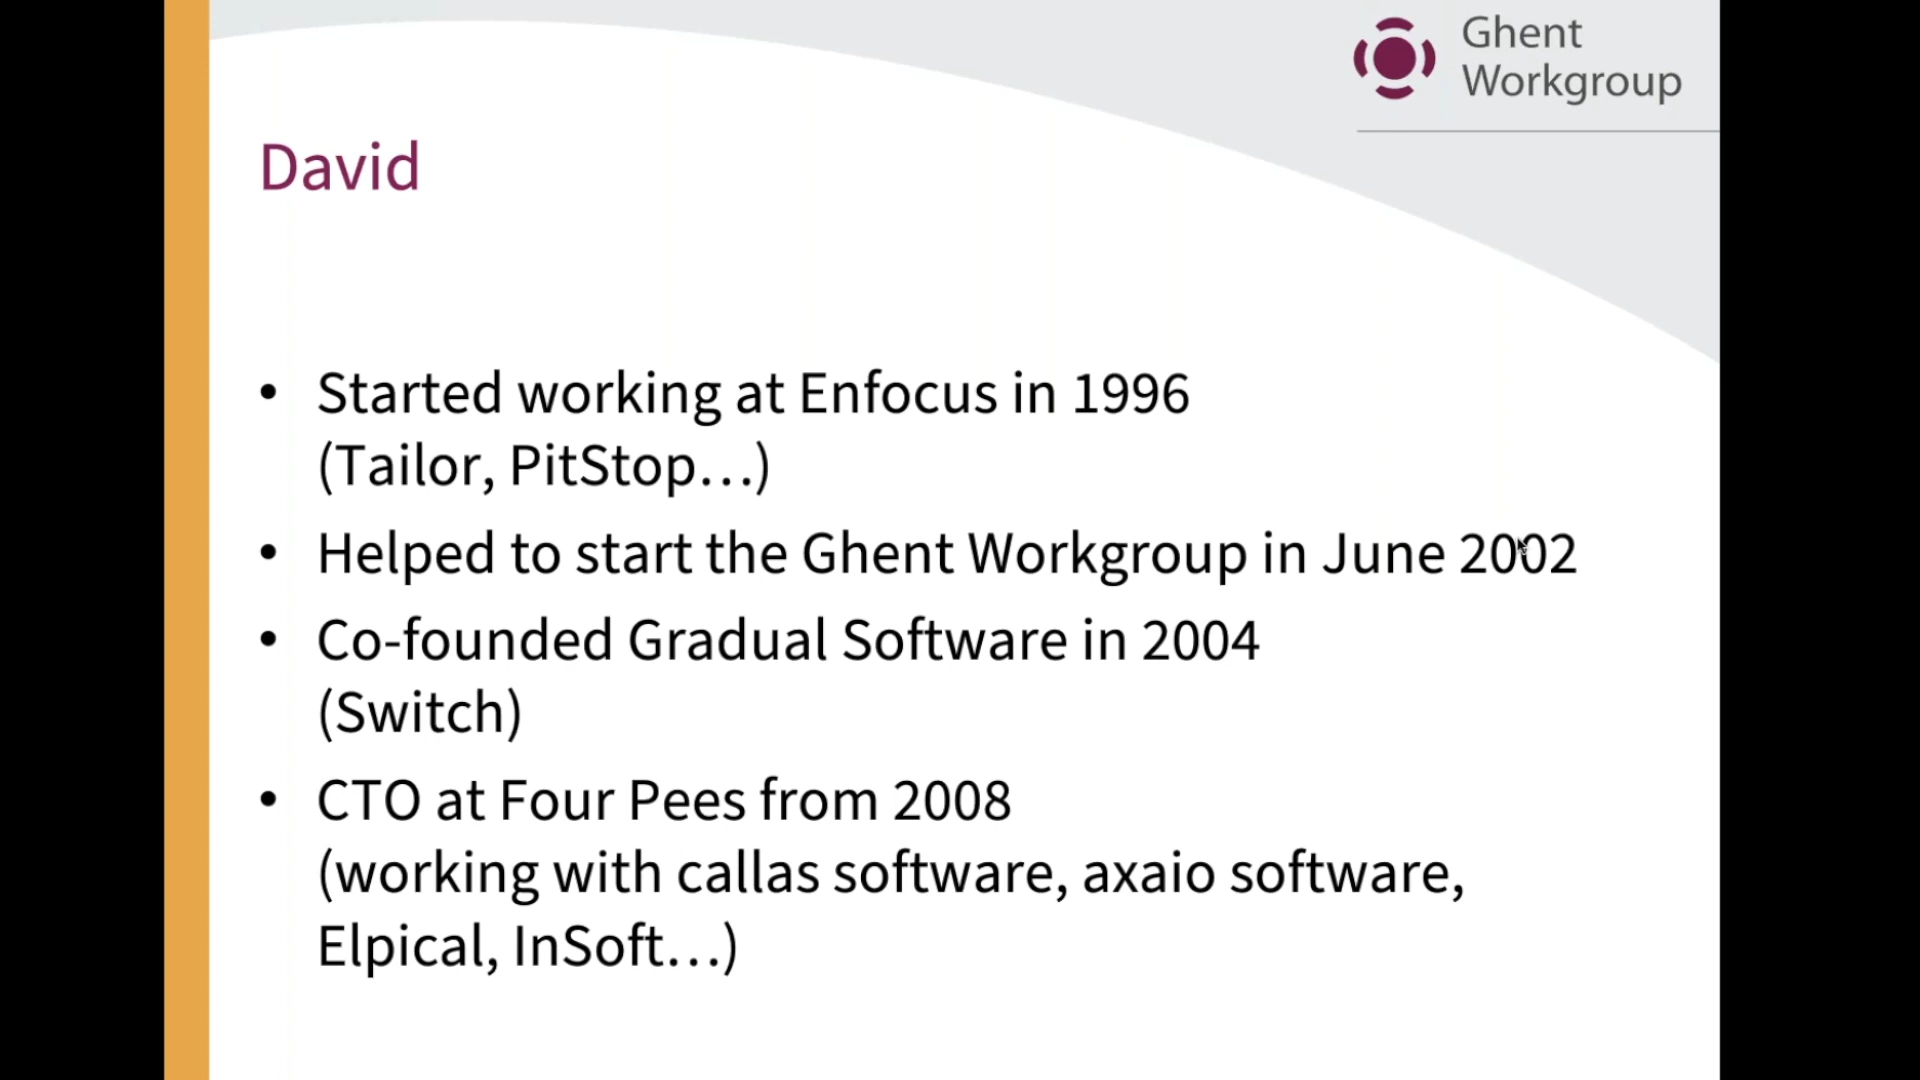 Ghent
Workgroup
David
• Started working at Enfocus in 1996
(Tailor, PitStop…)
• Helped to start the Ghent Workgroup in June 2002
• Co-founded Gradual Software in 2004
(Switch)
• CTO at Four Pees from 2008
(working with callas software, axaio software,
Elpical, InSoft…)